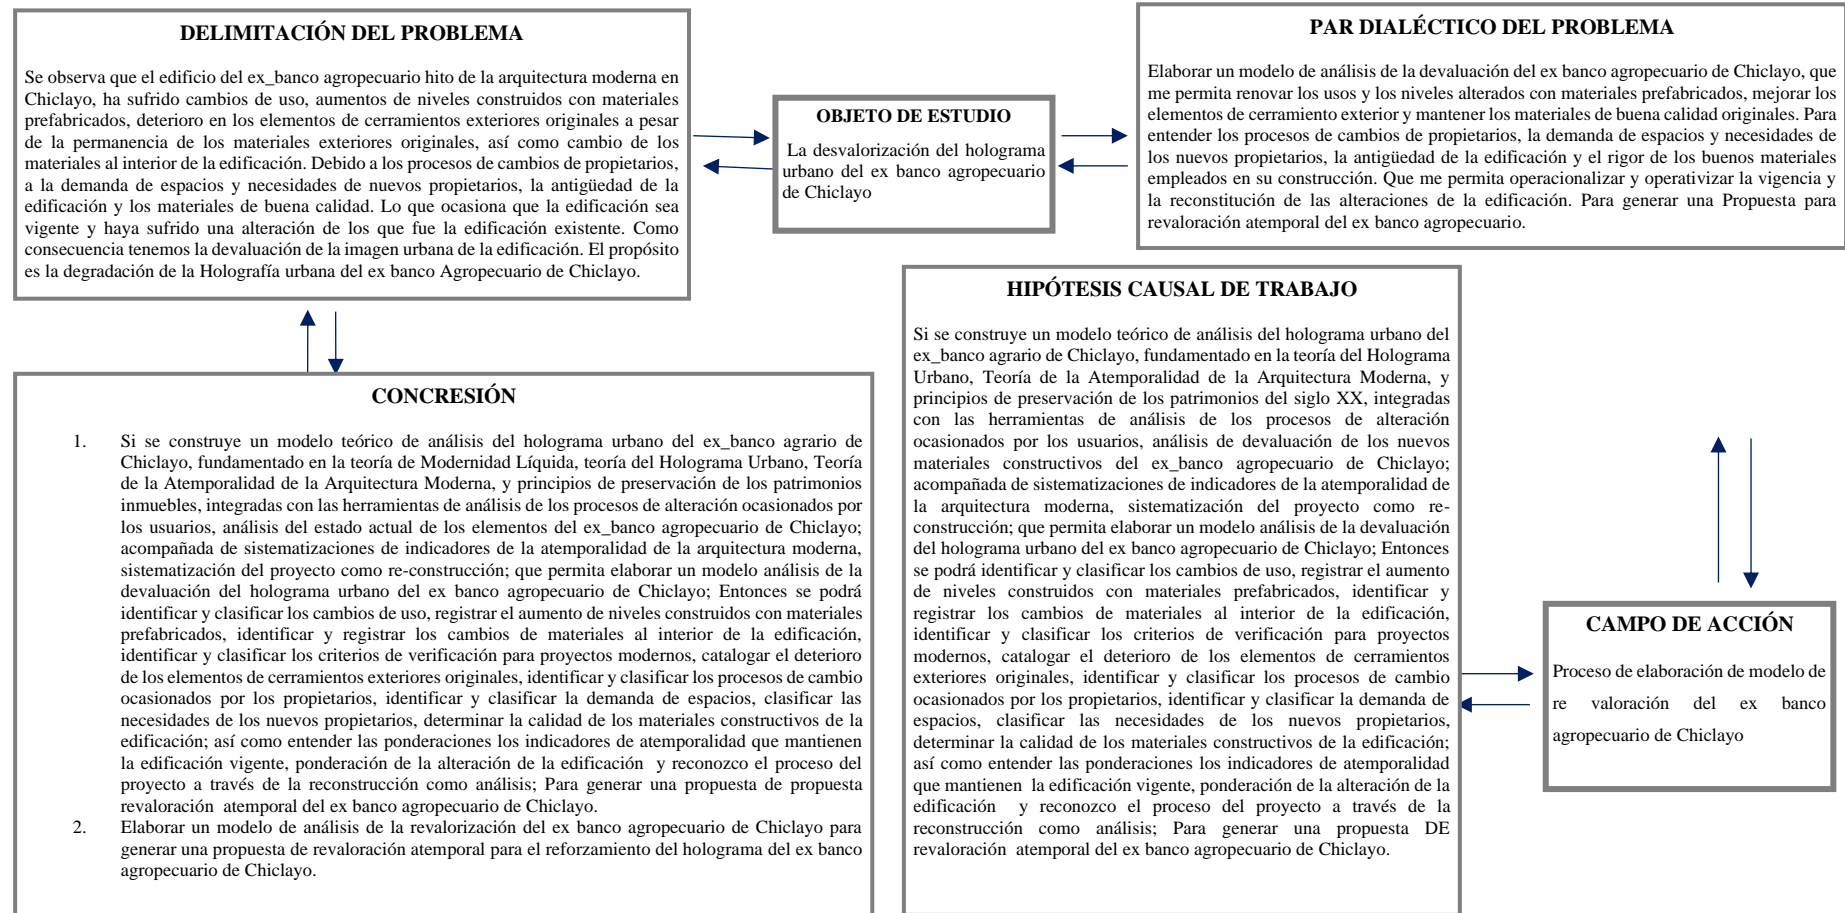 DELIMITACIÓN DEL PROBLEMA
Se observa que el edificio del ex_banco agropecuario hito de la arquitectura moderna en
Chiclayo, ha sufrido cambios de uso, aumentos de niveles construidos con materiales
prefabricados, deterioro en los elementos de cerramientos exteriores originales a pesar
de la permanencia de los materiales exteriores originales, así como cambio de los
materiales al interior de la edificación. Debido a los procesos de cambios de propietarios,
a la demanda de espacios y necesidades de nuevos propietarios, la antigüedad de la
edificación y los materiales de buena calidad. Lo que ocasiona que la edificación sea
vigente y haya sufrido una alteración de los que fue la edificación existente. Como
consecuencia tenemos la devaluación de la imagen urbana de la edificación. El propósito
es la degradación de la Holografía urbana del ex banco Agropecuario de Chiclayo.
OBJETO DE ESTUDIO
La desvalorización del holograma
urbano del ex banco agropecuario
de Chiclayo
PAR DIALÉCTICO DEL PROBLEMA
Elaborar un modelo de análisis de la devaluación del ex banco agropecuario de Chiclayo, que
me permita renovar los usos y los niveles alterados con materiales prefabricados, mejorar los
elementos de cerramiento exterior y mantener los materiales de buena calidad originales. Para
entender los procesos de cambios de propietarios, la demanda de espacios y necesidades de
los nuevos propietarios, la antigüedad de la edificación y el rigor de los buenos materiales
empleados en su construcción. Que me permita operacionalizar y operativizar la vigencia y
la reconstitución de las alteraciones de la edificación. Para generar una Propuesta para
revaloración atemporal del ex banco agropecuario.
CONCRESIÓN
1. Si se construye un modelo teórico de análisis del holograma urbano del ex_banco agrario de
Chiclayo, fundamentado en la teoría de Modernidad Líquida, teoría del Holograma Urbano, Teoría
de la Atemporalidad de la Arquitectura Moderna, y principios de preservación de los patrimonios
inmuebles, integradas con las herramientas de análisis de los procesos de alteración ocasionados por
los usuarios, análisis del estado actual de los elementos del ex_banco agropecuario de Chiclayo;
acompañada de sistematizaciones de indicadores de la atemporalidad de la arquitectura moderna,
sistematización del proyecto como re-construcción; que permita elaborar un modelo análisis de la
devaluación del holograma urbano del ex banco agropecuario de Chiclayo; Entonces se podrá
identificar y clasificar los cambios de uso, registrar el aumento de niveles construidos con materiales
prefabricados, identificar y registrar los cambios de materiales al interior de la edificación,
identificar y clasificar los criterios de verificación para proyectos modernos, catalogar el deterioro
de los elementos de cerramientos exteriores originales, identificar y clasificar los procesos de cambio
ocasionados por los propietarios, identificar y clasificar la demanda de espacios, clasificar las
necesidades de los nuevos propietarios, determinar la calidad de los materiales constructivos de la
edificación; así como entender las ponderaciones los indicadores de atemporalidad que mantienen
la edificación vigente, ponderación de la alteración de la edificación y reconozco el proceso del
proyecto a través de la reconstrucción como análisis; Para generar una propuesta de propuesta
revaloración atemporal del ex banco agropecuario de Chiclayo.
2. Elaborar un modelo de análisis de la revalorización del ex banco agropecuario de Chiclayo para
generar una propuesta de revaloración atemporal para el reforzamiento del holograma del ex banco
agropecuario de Chiclayo.
HIPÓTESIS CAUSAL DE TRABAJO
Si se construye un modelo teórico de análisis del holograma urbano del
ex_banco agrario de Chiclayo, fundamentado en la teoría del Holograma
Urbano, Teoría de la Atemporalidad de la Arquitectura Moderna, y
principios de preservación de los patrimonios del siglo XX, integradas
con las herramientas de análisis de los procesos de alteración
ocasionados por los usuarios, análisis de devaluación de los nuevos
materiales constructivos del ex_banco agropecuario de Chiclayo;
acompañada de sistematizaciones de indicadores de la atemporalidad de
la arquitectura moderna, sistematización del proyecto como re-
construcción; que permita elaborar un modelo análisis de la devaluación
del holograma urbano del ex banco agropecuario de Chiclayo; Entonces
se podrá identificar y clasificar los cambios de uso, registrar el aumento
de niveles construidos con materiales prefabricados, identificar y
registrar los cambios de materiales al interior de la edificación,
identificar y clasificar los criterios de verificación para proyectos
modernos, catalogar el deterioro de los elementos de cerramientos
exteriores originales, identificar y clasificar los procesos de cambio
ocasionados por los propietarios, identificar y clasificar la demanda de
espacios, clasificar las necesidades de los nuevos propietarios,
determinar la calidad de los materiales constructivos de la edificación;
así como entender las ponderaciones los indicadores de atemporalidad
que mantienen la edificación vigente, ponderación de la alteración de la
edificación y reconozco el proceso del proyecto a través de la
reconstrucción como análisis; Para generar una propuesta DE
revaloración atemporal del ex banco agropecuario de Chiclayo.
CAMPO DE ACCIÓN
Proceso de elaboración de modelo de
re valoración del ex banco
agropecuario de Chiclayo